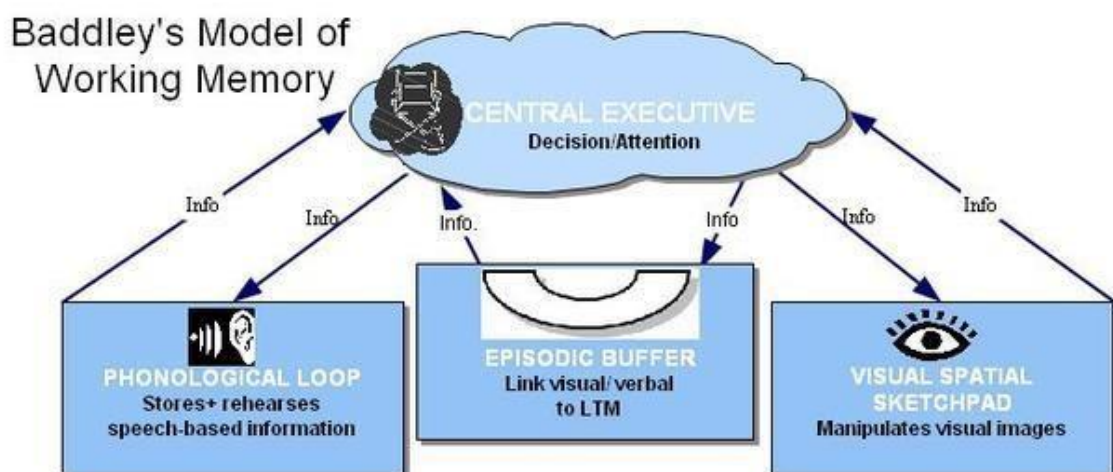 Baddley's Model of
Working Memory
CENTRAL EXECUTIVE
Decision/Attention
Info
Info
Info.
Info
Info
Info
PHONOLOGICAL LOOP
Stores+ rehearses
speech-based information
EPISODIC BUFFER
Link visual/ verbal
to LTM
VISUAL SPATIAL
SKETCHPAD
Manipulates visual images